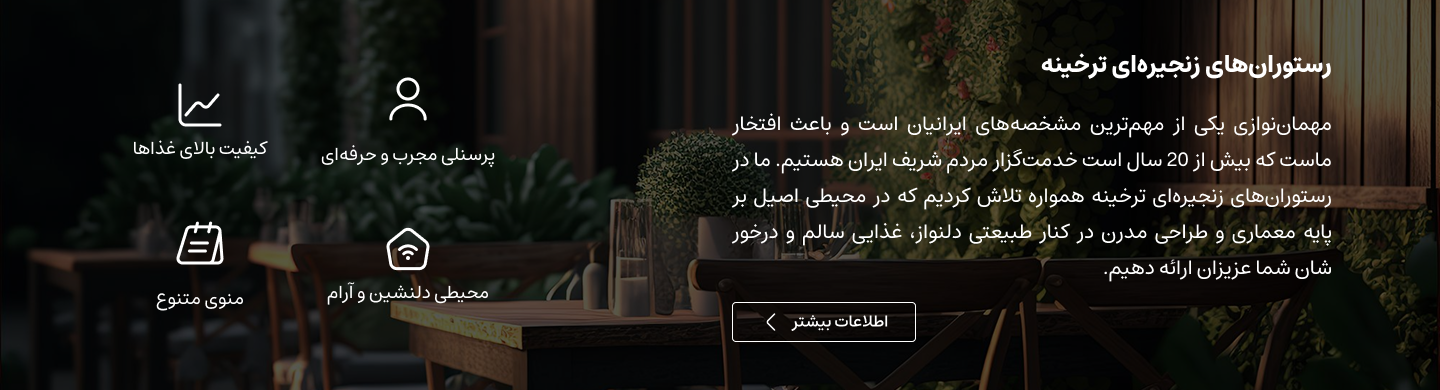 رستوران‌های زنجیره‌ای ترخینه
مهمان‌نوازی یکی از مهم‌ترین مشخصه‌های ایرانیان است و باعث افتخار
ماست که بیش از 20 سال است خدمت‌گزار مردم شریف ایران هستیم. ما در
رستوران‌های زنجیره‌ای ترخینه همواره تلاش کردیم که در محیطی اصیل بر
پایه معماری و طراحی مدرن در کنار طبیعتی دلنواز، غذایی سالم و درخور
شان شما عزیزان ارائه دهیم.
اطلاعات بیشتر
پرسنلی مجرب و حرفه‌ای
کیفیت بالای غذاها
محیطی دلنشین و آرام
منوی متنوع